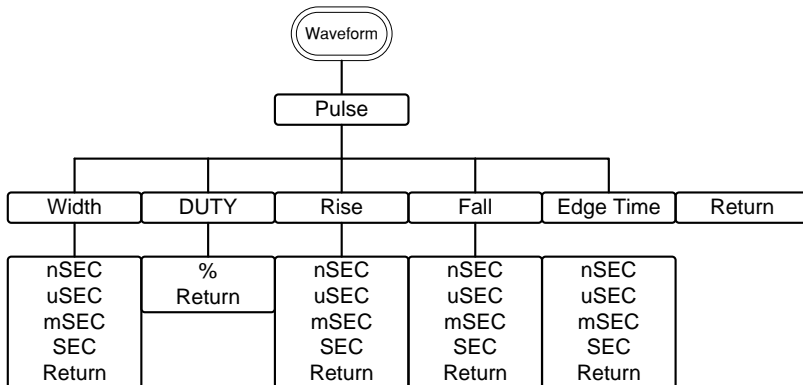 Waveform
Pulse
Width
DUTY
Rise
Fall
Edge Time
Return
nSEC
uSEC
mSEC
SEC
Return
%
Return
nSEC
uSEC
mSEC
SEC
Return
nSEC
uSEC
mSEC
SEC
Return
nSEC
uSEC
mSEC
SEC
Return